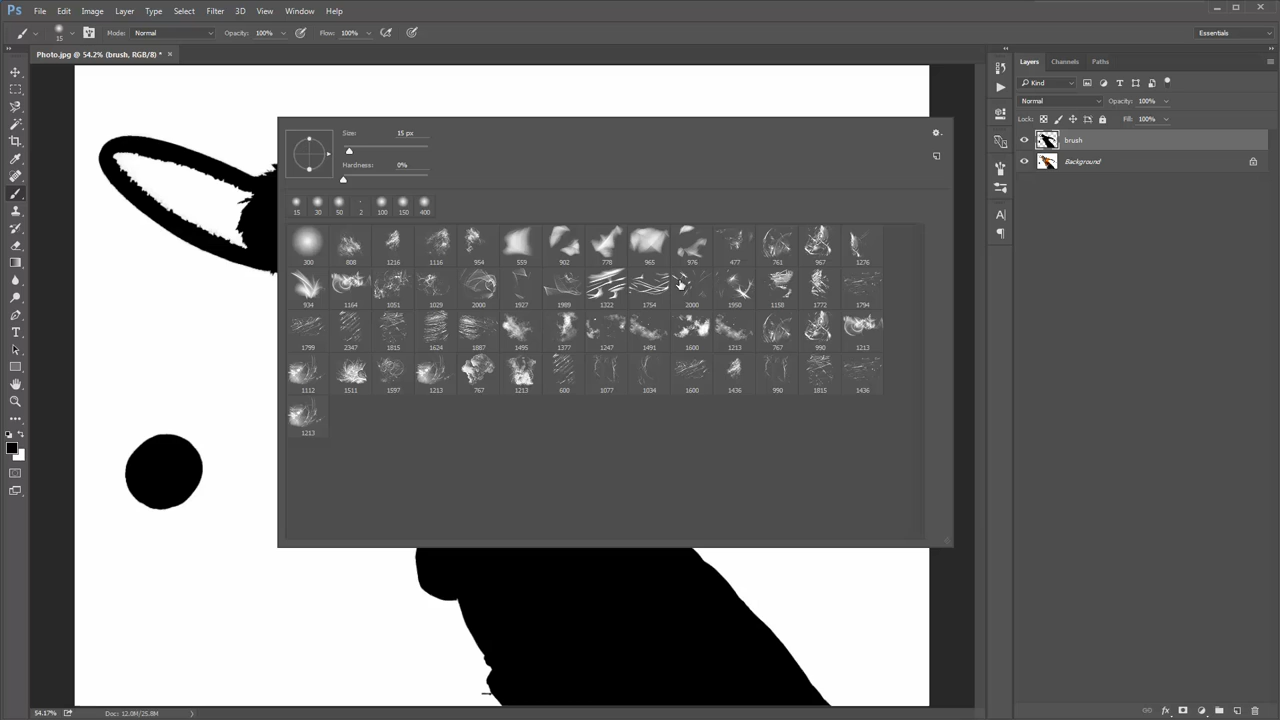 Ps File Edit Image Layer Type Select Filter 3D View Window Help
15 Mode: Normal Opacity: 100% Flow: 100% Essentials
Photo.jpg @ 54.2% (brush, RGB/8) *
Layers Channels Paths
Kind
Normal Opacity: 100%
Lock: Fill: 100%
brush
Background
Size: 15 px
Hardness: 0%
15 30 50 2 100 150 400
300 808 1216 1116 954 559 902 778 965 976 477 761 967 1276
934 1164 1051 1029 2000 1927 1989 1322 1754 2000 1950 1158 1772 1794
1799 2347 1815 1624 1887 1495 1377 1247 1491 1600 1213 767 990 1213
1112 1511 1597 1213 767 1213 600 1077 1034 1600 1436 990 1815 1436
1213
54.17% Doc: 12.0M/25.8M